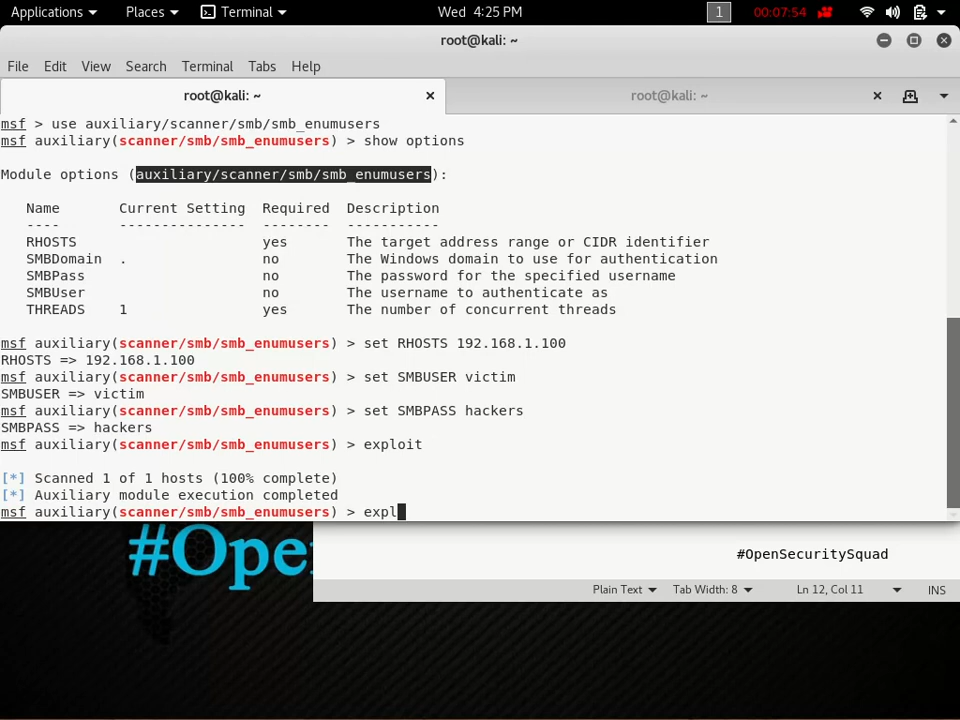 Applications Places Terminal Wed 4:25 PM 1 00:07:54
root@kali: ~
File Edit View Search Terminal Tabs Help
root@kali: ~ root@kali: ~
msf > use auxiliary/scanner/smb/smb_enumusers
msf auxiliary(scanner/smb/smb_enumusers) > show options
Module options (auxiliary/scanner/smb/smb_enumusers):
Name Current Setting Required Description
---- --------------- -------- -----------
RHOSTS yes The target address range or CIDR identifier
SMBDomain . no The Windows domain to use for authentication
SMBPass no The password for the specified username
SMBUser no The username to authenticate as
THREADS 1 yes The number of concurrent threads
msf auxiliary(scanner/smb/smb_enumusers) > set RHOSTS 192.168.1.100
RHOSTS => 192.168.1.100
msf auxiliary(scanner/smb/smb_enumusers) > set SMBUSER victim
SMBUSER => victim
msf auxiliary(scanner/smb/smb_enumusers) > set SMBPASS hackers
SMBPASS => hackers
msf auxiliary(scanner/smb/smb_enumusers) > exploit
[*] Scanned 1 of 1 hosts (100% complete)
[*] Auxiliary module execution completed
msf auxiliary(scanner/smb/smb_enumusers) > expl
#Ope
#OpenSecuritySquad
Plain Text Tab Width: 8 Ln 12, Col 11 INS